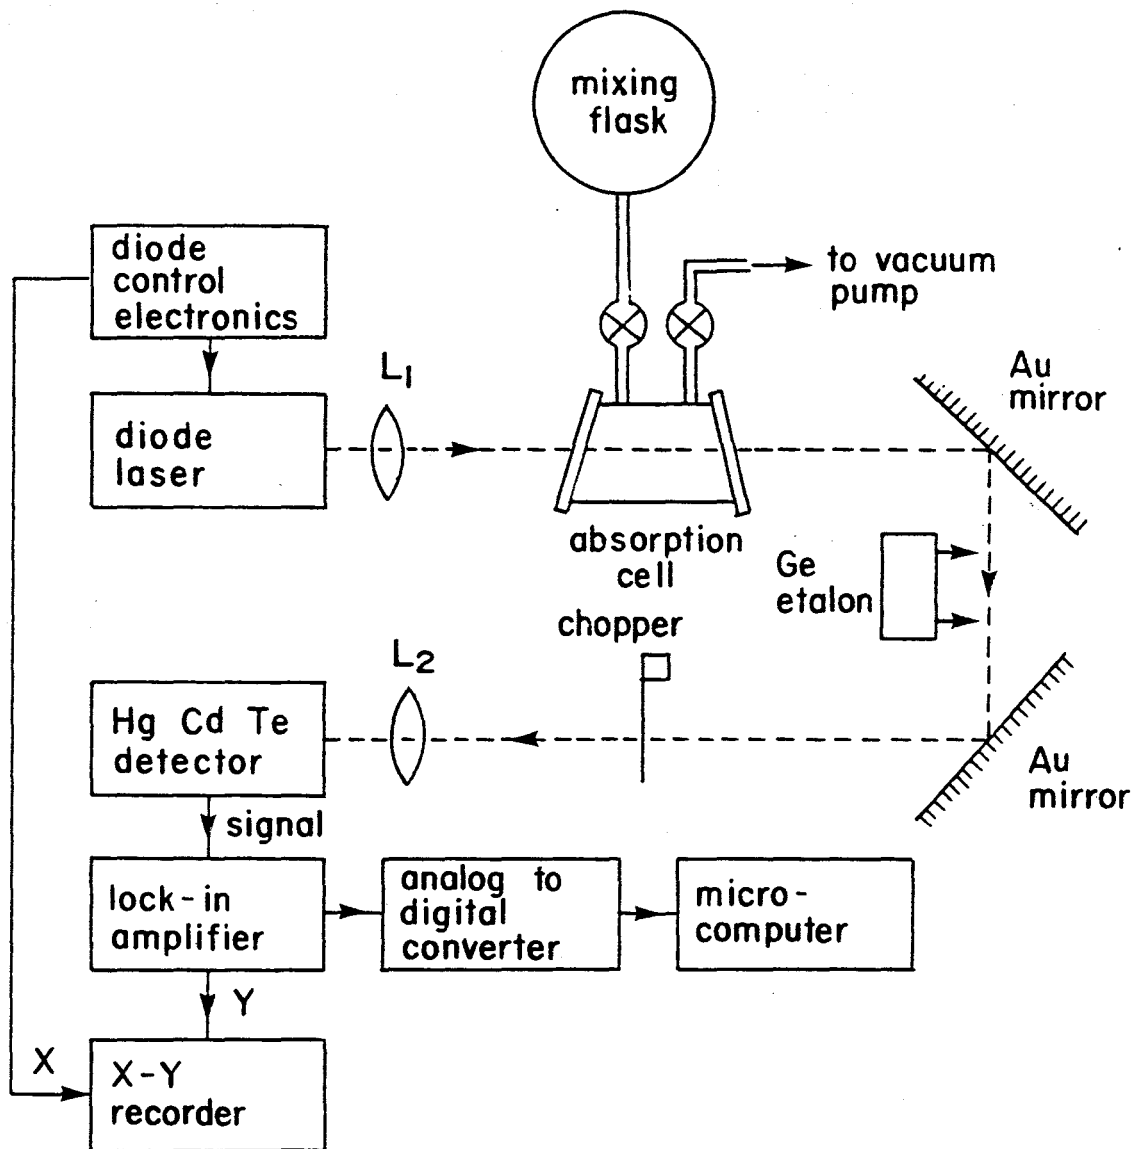 mixing
flask
diode
control
electronics
to vacuum
pump
L1
Au
mirror
diode
laser
absorption
cell
Ge
etalon
chopper
L2
Hg Cd Te
detector
Au
mirror
signal
lock-in
amplifier
analog to
digital
converter
micro-
computer
Y
X
X-Y
recorder